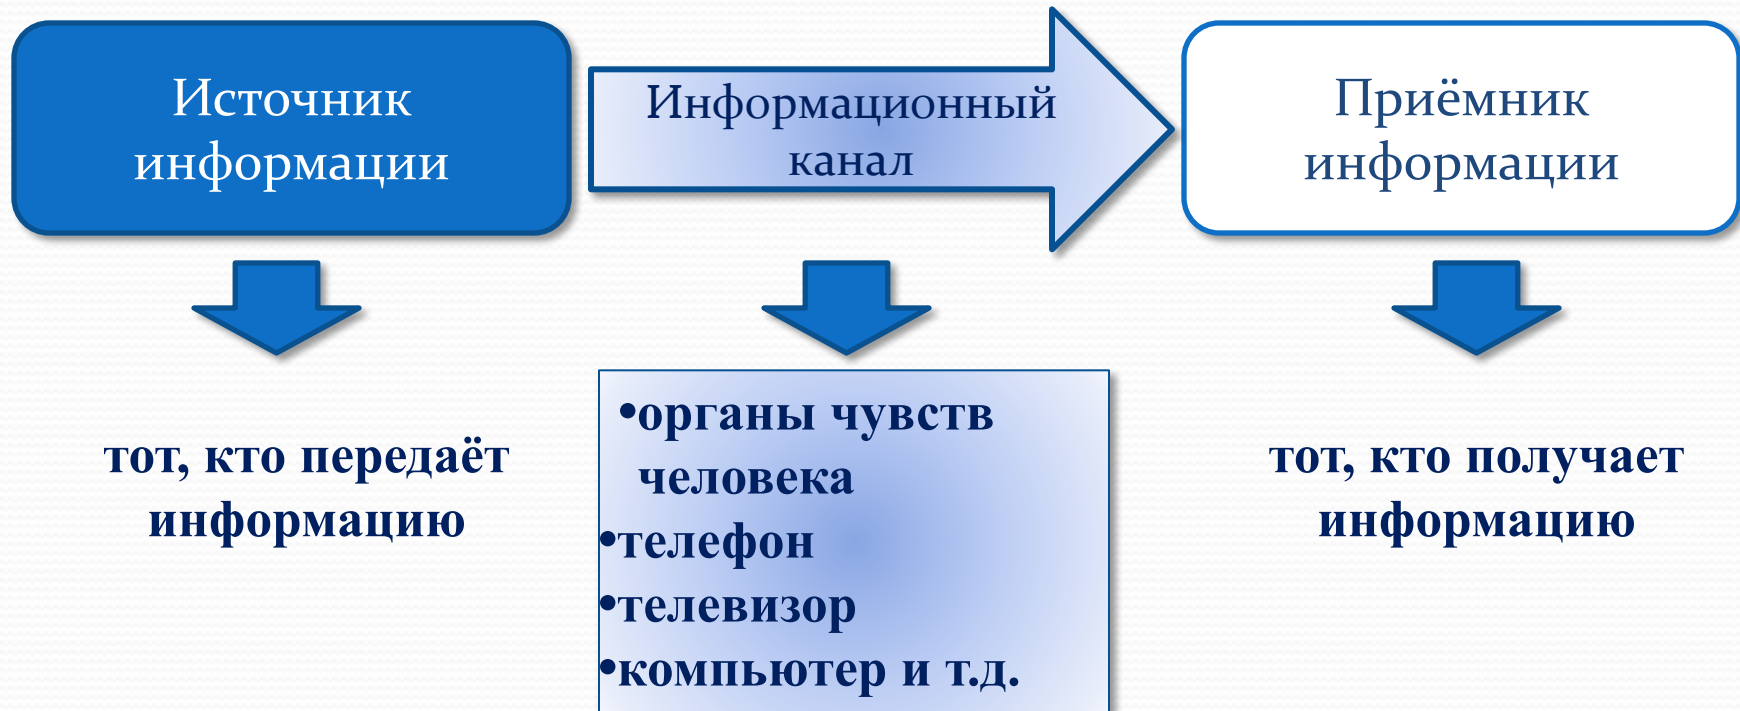 Источник
информации
Информационный
канал
Приёмник
информации
тот, кто передаёт
информацию
•органы чувств
человека
•телефон
•телевизор
•компьютер и т.д.
тот, кто получает
информацию